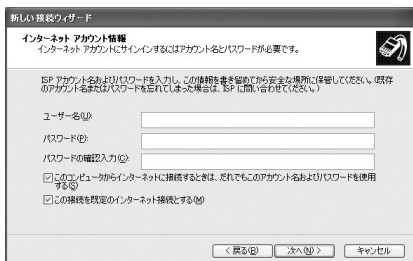 新しい接続ウィザード
インターネット アカウント情報
インターネット アカウントにサインインするにはアカウント名とパスワードが必要です。
ISP アカウント名およびパスワードを入力し、この情報を書き留めてから安全な場所に保管してください。(既存
のアカウント名またはパスワードを忘れてしまった場合は、ISP に問い合わせてください。)
ユーザー名(U):
パスワード(P):
パスワードの確認入力(C):
このコンピュータからインターネットに接続するときは、だれでもこのアカウント名およびパスワードを使用
する(S)
この接続を既定のインターネット接続とする(M)
< 戻る(B)
次へ(N) >
キャンセル